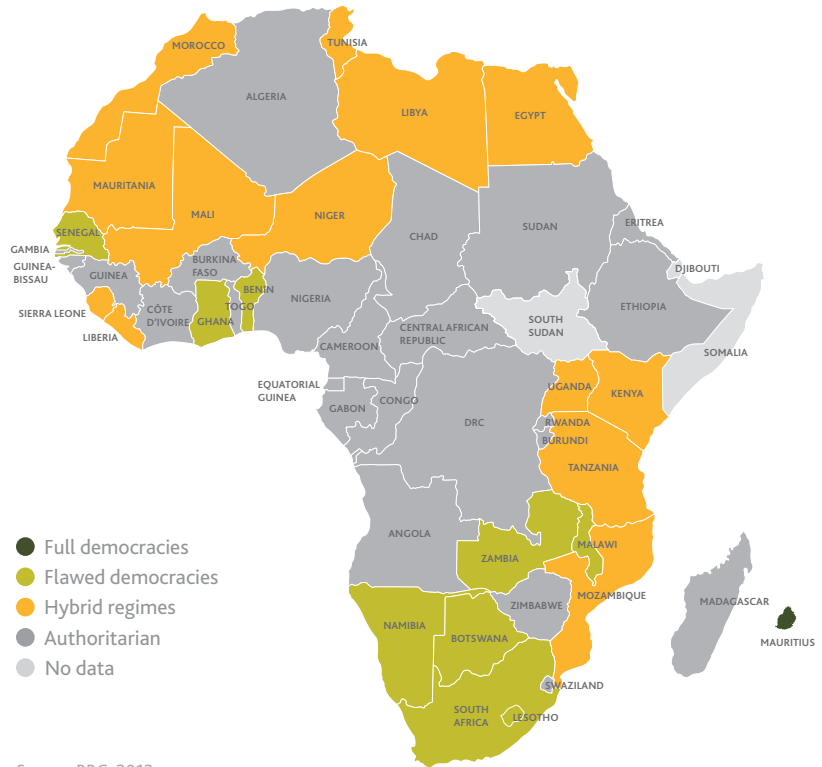 MOROCCO
TUNISIA
ALGERIA
LIBYA
EGYPT
MAURITANIA
MALI
NIGER
CHAD
SUDAN
ERITREA
SENEGAL
GAMBIA
GUINEA-
BISSAU
GUINEA
BURKINA
FASO
BENIN
NIGERIA
DJIBOUTI
ETHIOPIA
SIERRA LEONE
CÔTE
D'IVOIRE
TOGO
GHANA
LIBERIA
CENTRAL AFRICAN
REPUBLIC
SOUTH
SUDAN
CAMEROON
SOMALIA
EQUATORIAL
GUINEA
UGANDA
KENYA
GABON
CONGO
DRC
RWANDA
BURUNDI
TANZANIA
ANGOLA
MALAWI
ZAMBIA
MOZAMBIQUE
ZIMBABWE
MADAGASCAR
NAMIBIA
BOTSWANA
MAURITIUS
SWAZILAND
SOUTH
AFRICA
LESOTHO
Full democracies
Flawed democracies
Hybrid regimes
Authoritarian
No data